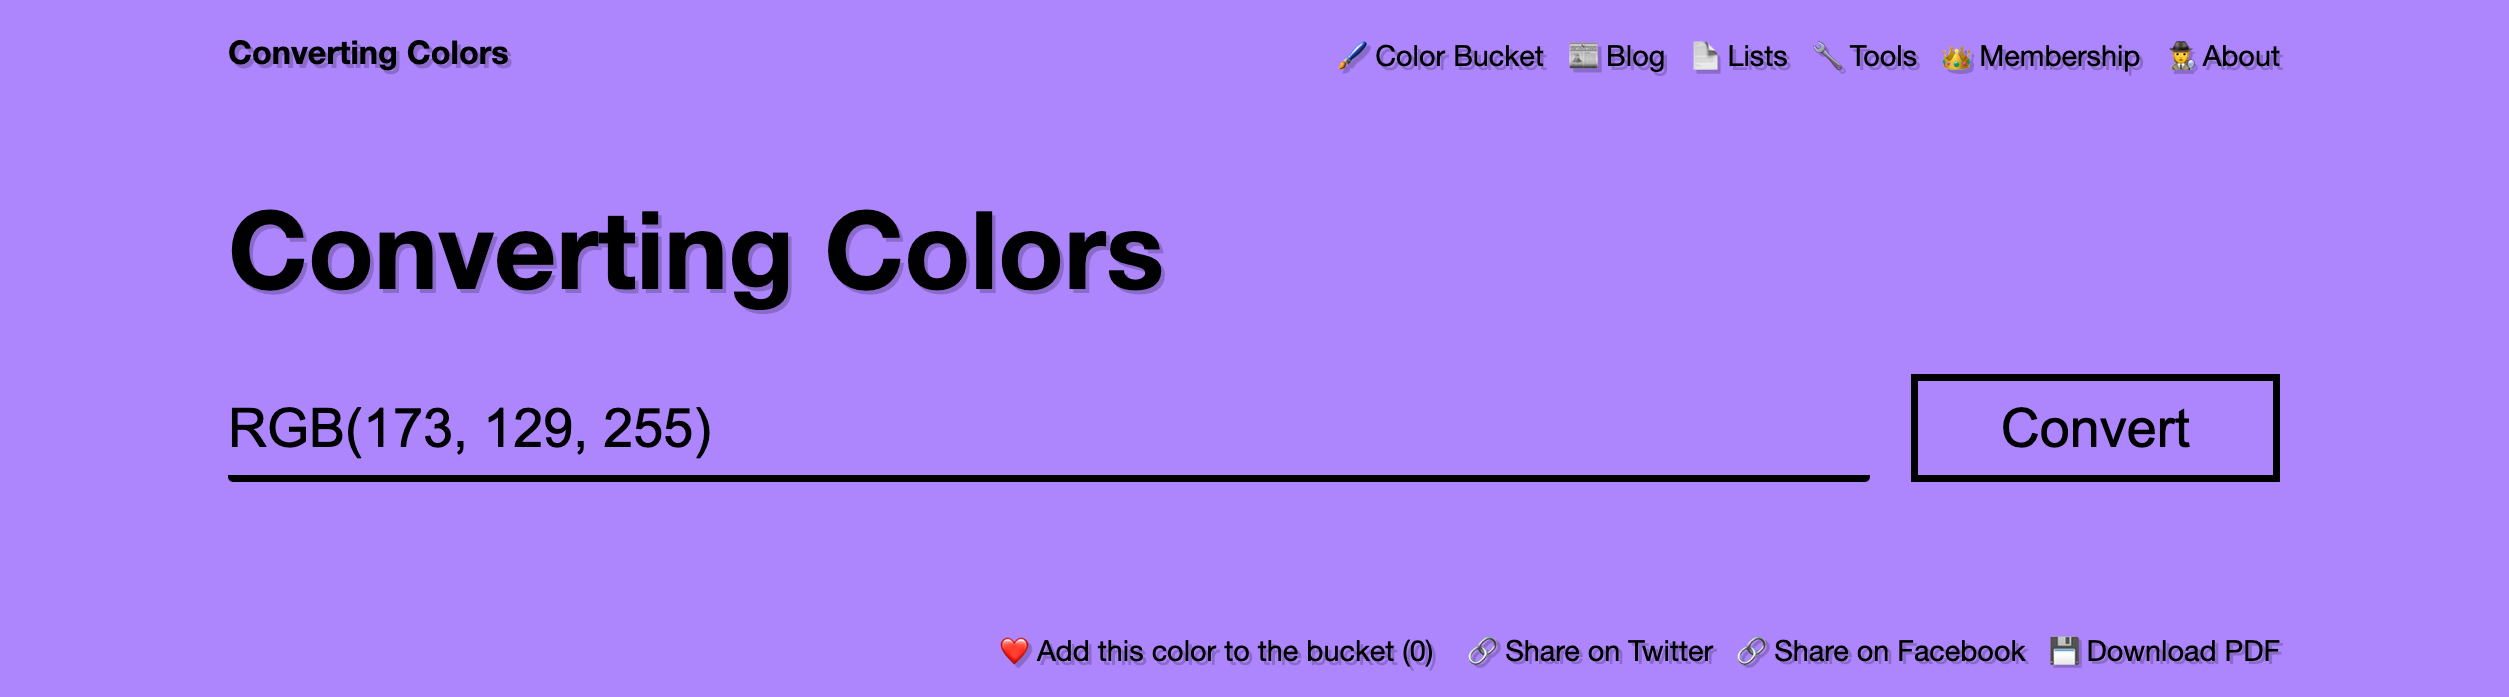 Converting Colors
Color Bucket Blog Lists Tools Membership About
Converting Colors
RGB(173, 129, 255)
Convert
Add this color to the bucket (0) Share on Twitter Share on Facebook Download PDF